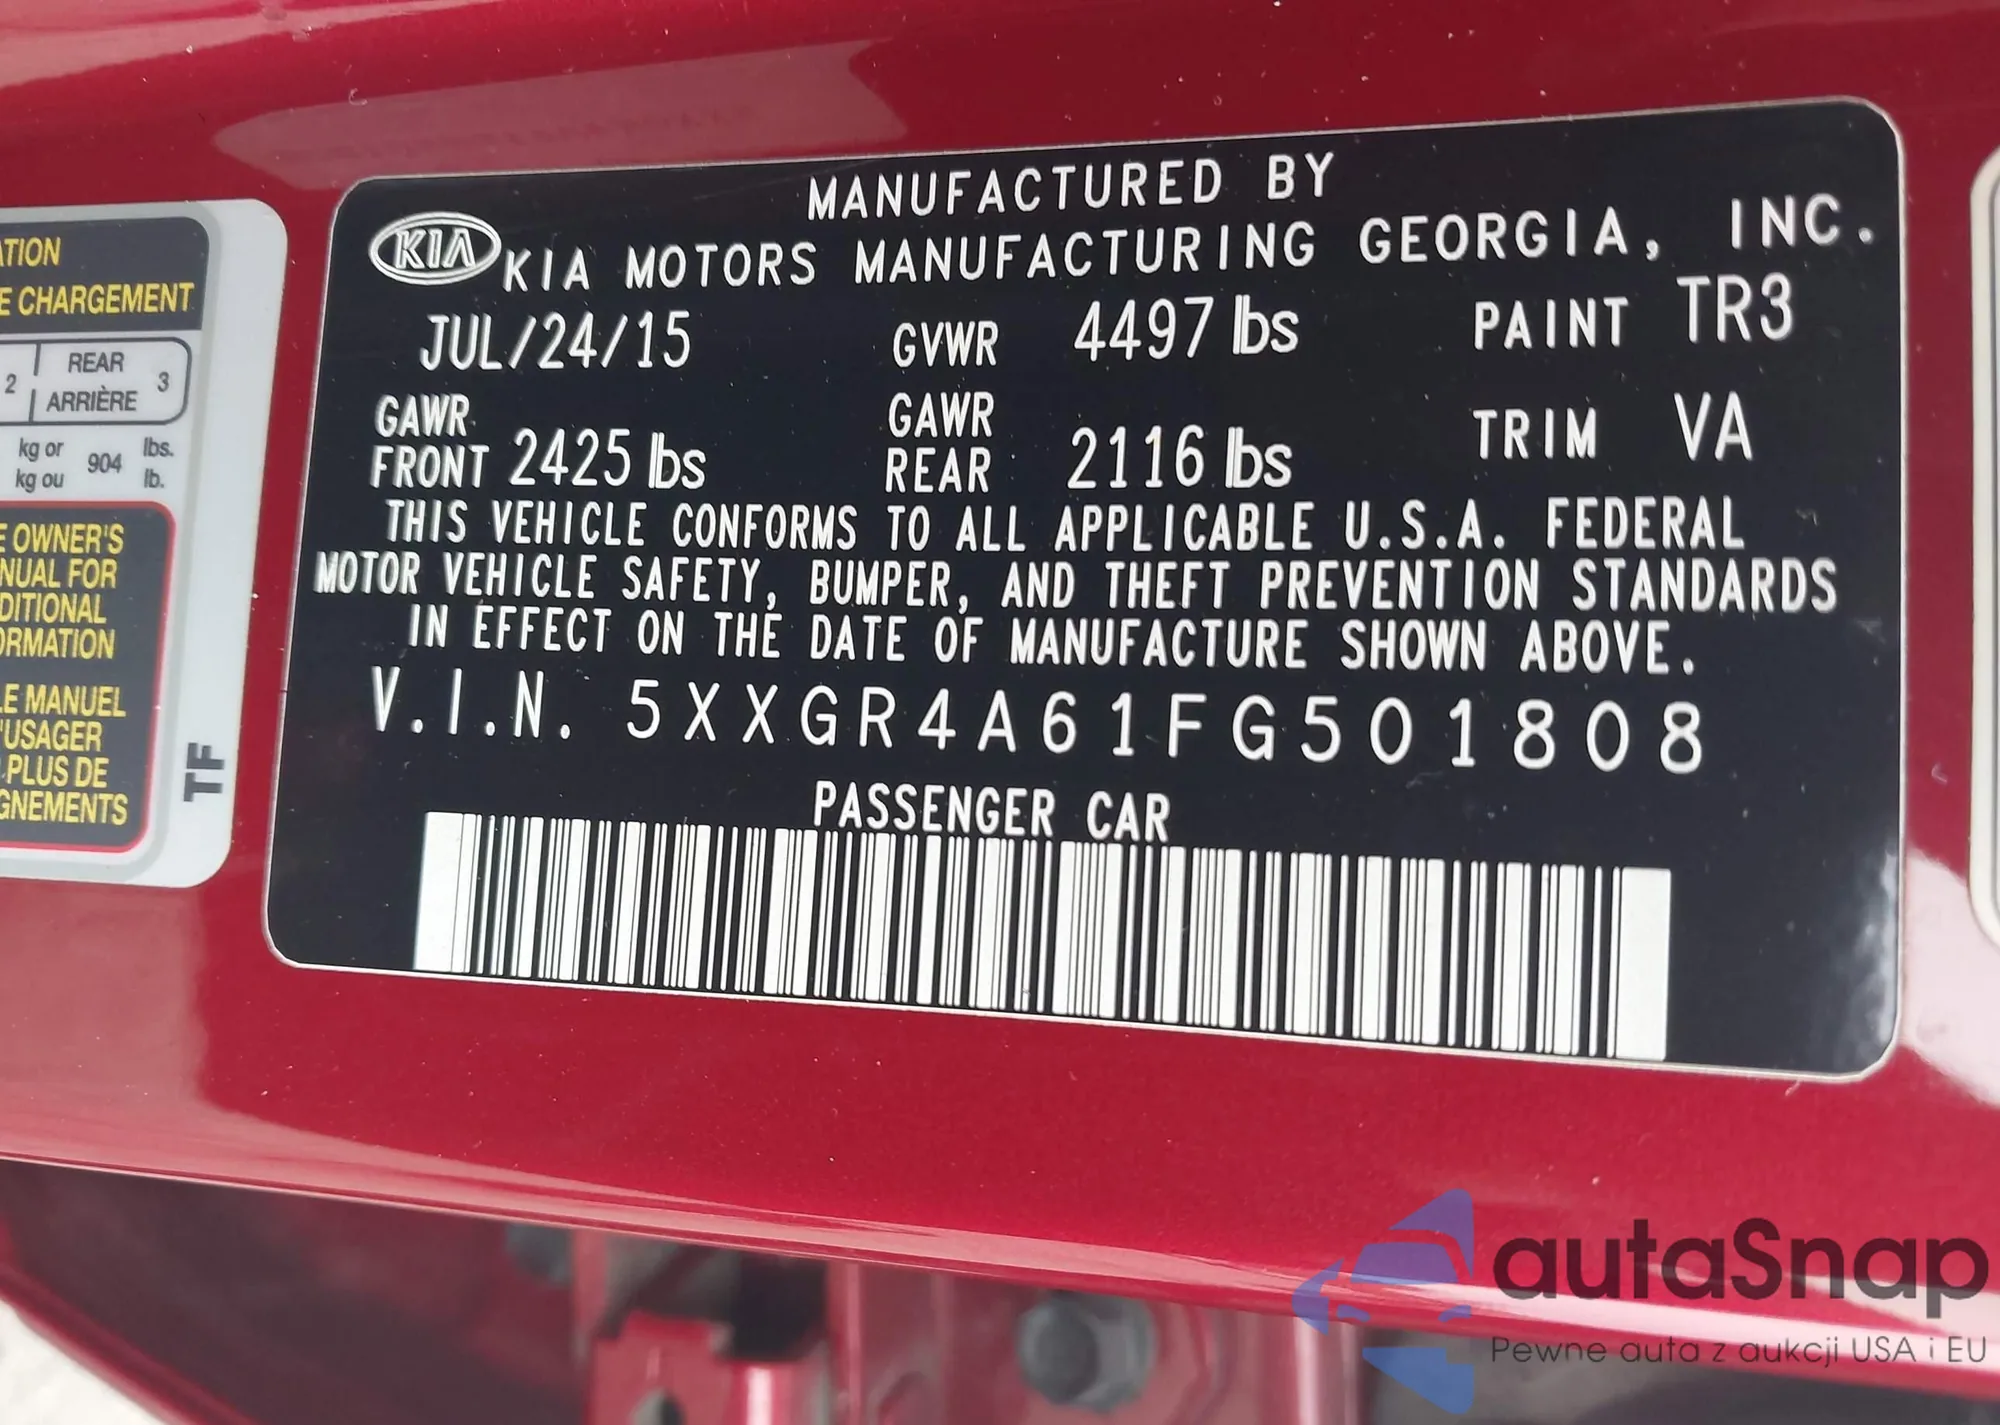 MANUFACTURED BY
KIA KIA MOTORS MANUFACTURING GEORGIA, INC.
JUL/24/15 GVWR 4497 lbs PAINT TR3
GAWR FRONT 2425 lbs GAWR REAR 2116 lbs TRIM VA
THIS VEHICLE CONFORMS TO ALL APPLICABLE U.S.A. FEDERAL
MOTOR VEHICLE SAFETY, BUMPER, AND THEFT PREVENTION STANDARDS
IN EFFECT ON THE DATE OF MANUFACTURE SHOWN ABOVE.
V.I.N. 5XXGR4A61FG501808
PASSENGER CAR
ATION
E CHARGEMENT
2 REAR ARRIÈRE 3
kg or 904 lbs.
kg ou lb.
E OWNER'S
NUAL FOR
DITIONAL
ORMATION
LE MANUEL
'USAGER
PLUS DE
GNEMENTS
TF
autaSnap
Pewne auta z aukcji USA i EU